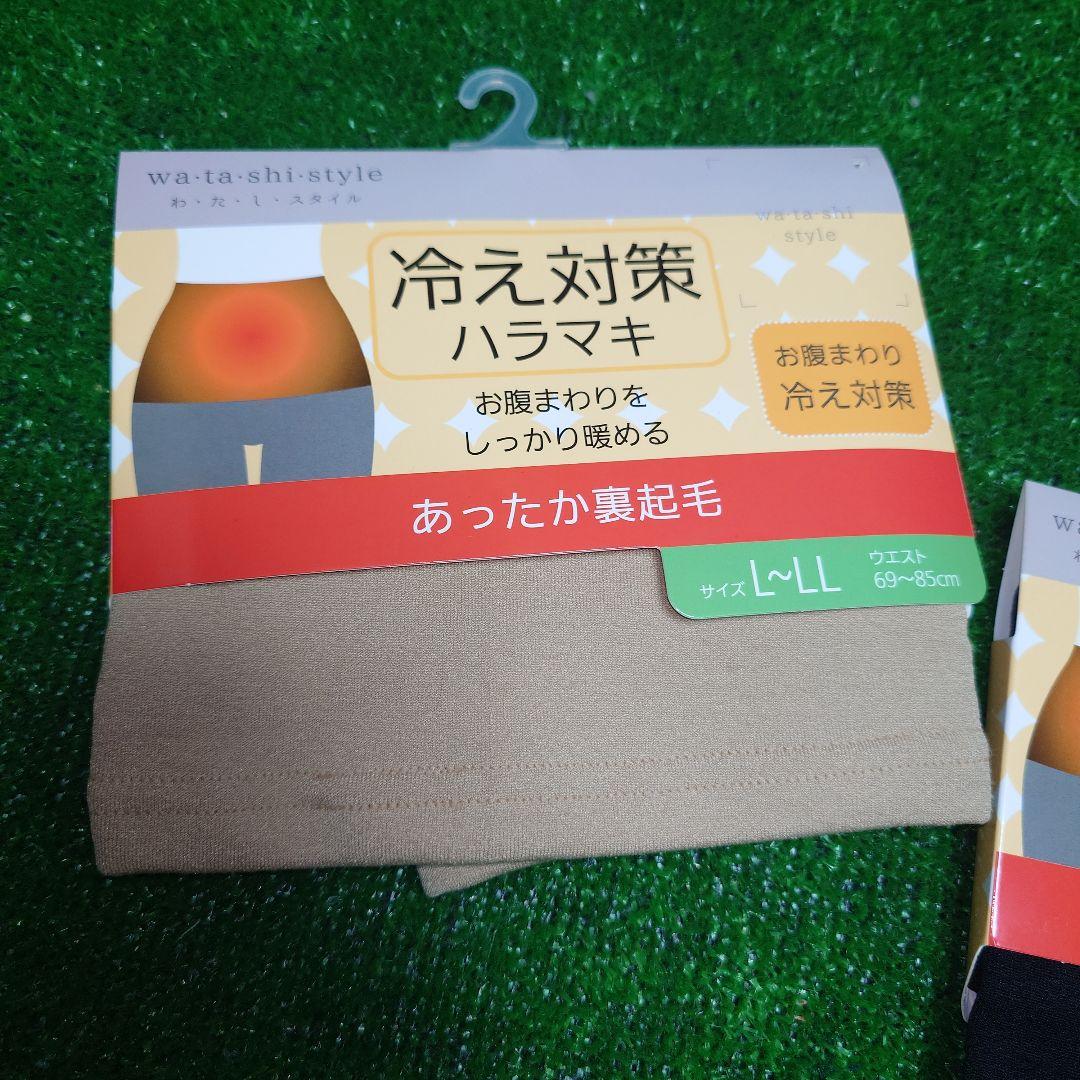 wa・ta・shi・style
わ・た・し・スタイル
wa・ta・shi
style
冷え対策
ハラマキ
お腹まわりを
しっかり暖める
お腹まわり
冷え対策
あったか裏起毛
サイズ L〜LL
ウエスト
69〜85cm